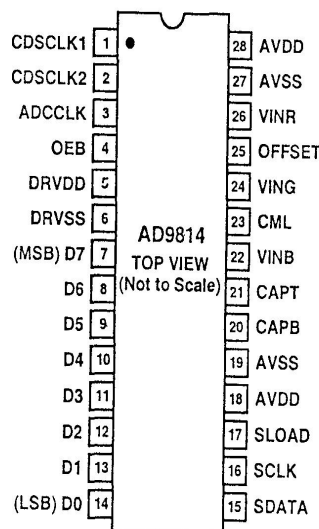 CDSCLK1 1 28 AVDD
CDSCLK2 2 27 AVSS
ADCCLK 3 26 VINR
OEB 4 25 OFFSET
DRVDD 5 24 VING
DRVSS 6 23 CML
(MSB) D7 7 22 VINB
D6 8 21 CAPT
D5 9 20 CAPB
D4 10 19 AVSS
D3 11 18 AVDD
D2 12 17 SLOAD
D1 13 16 SCLK
(LSB) D0 14 15 SDATA
AD9814
TOP VIEW
(Not to Scale)